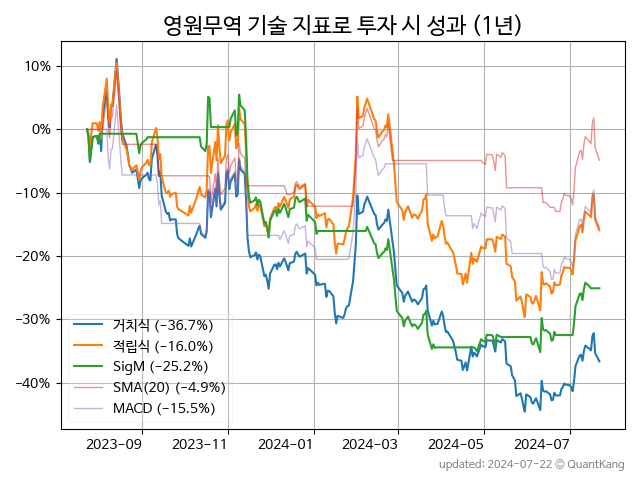 영원무역 기술 지표로 투자 시 성과 (1년)
10%
0%
−10%
−20%
−30%
−40%
거치식 (−36.7%)
적립식 (−16.0%)
SigM (−25.2%)
SMA(20) (−4.9%)
MACD (−15.5%)
2023-09
2023-11
2024-01
2024-03
2024-05
2024-07
updated: 2024-07-22 @ QuantKang